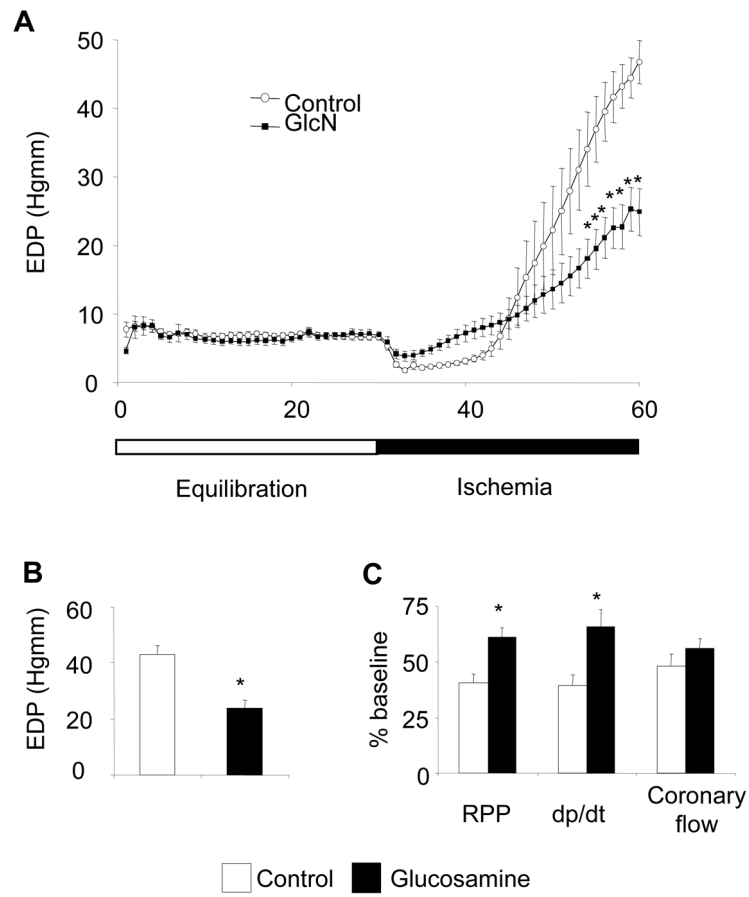 A
50
40
30
20
10
0
EDP (Hgmm)
Control
GlcN
* * * * * * *
0 20 40 60
Equilibration Ischemia
B
60
40
20
0
EDP (Hgmm)
*
C
75
50
25
0
% baseline
* *
RPP dp/dt Coronary
flow
Control Glucosamine